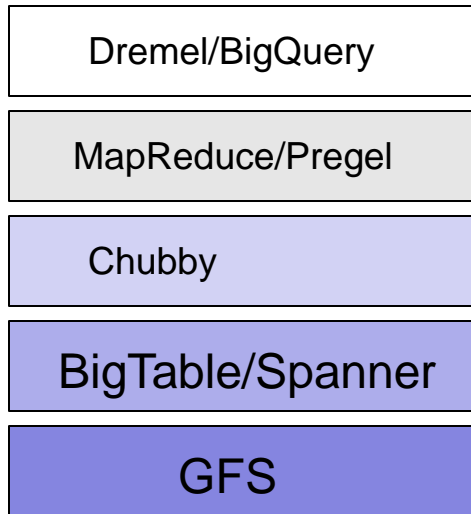 Dremel/BigQuery
MapReduce/Pregel
Chubby
BigTable/Spanner
GFS